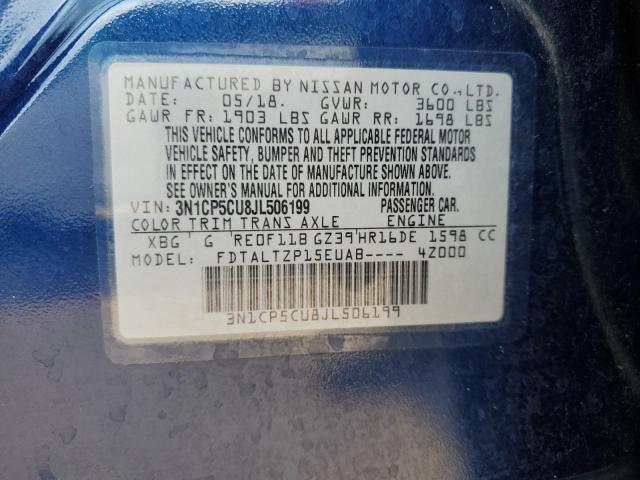 MANUFACTURED BY NISSAN MOTOR CO.,LTD.
DATE: 05/18. GVWR: 3600 LBS
GAWR FR: 1903 LBS GAWR RR: 1698 LBS
THIS VEHICLE CONFORMS TO ALL APPLICABLE FEDERAL MOTOR
VEHICLE SAFETY, BUMPER AND THEFT PREVENTION STANDARDS
IN EFFECT ON THE DATE OF MANUFACTURE SHOWN ABOVE.
SEE OWNER'S MANUAL FOR ADDITIONAL INFORMATION.
VIN: 3N1CP5CU8JL506199 PASSENGER CAR.
COLOR TRIM TRANS AXLE ENGINE
XBG G RE0F11B GZ39 HR16DE 1598 CC
MODEL: FDTALTZP15EUAB---- 4Z000
3N1CP5CU8JL506199